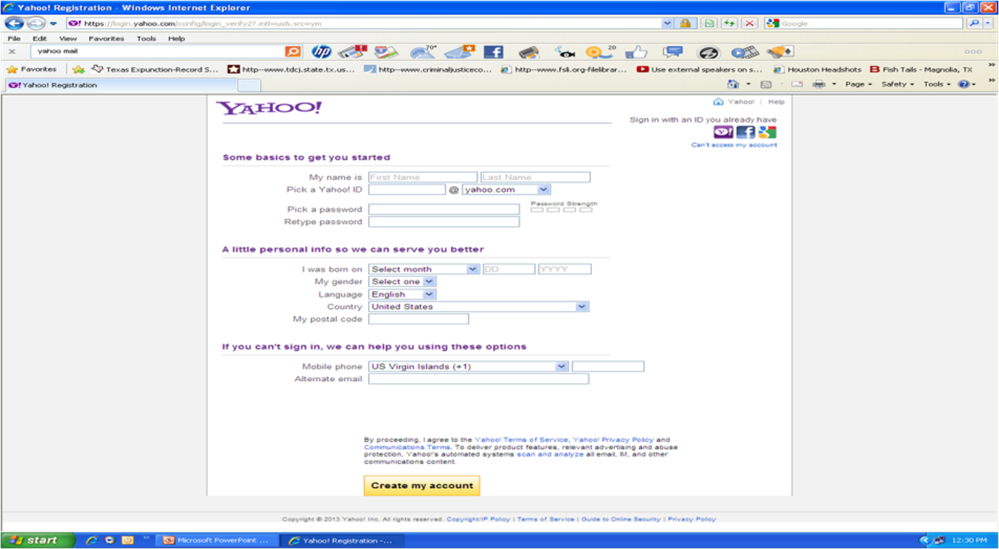 Yahoo! Registration - Windows Internet Explorer
https://login.yahoo.com/config/login_verify2?.intl=us&.src=ym
Google
File Edit View Favorites Tools Help
yahoo mail
Favorites Texas Expunction-Record S... http--www.tdcj.state.tx.us... http--www.criminaljusticeco... http--www.fsli.org-filelibrar... Use external speakers on s... Houston Headshots Fish Tails - Magnolia, TX
Yahoo! Registration
Page Safety Tools
YAHOO!
Yahoo! | Help
Sign in with an ID you already have
Can't access my account
Some basics to get you started
My name is First Name Last Name
Pick a Yahoo! ID @ yahoo.com
Pick a password Password Strength
Retype password
A little personal info so we can serve you better
I was born on Select month DD YYYY
My gender Select one
Language English
Country United States
My postal code
If you can't sign in, we can help you using these options
Mobile phone US Virgin Islands (+1)
Alternate email
By proceeding, I agree to the Yahoo! Terms of Service, Yahoo! Privacy Policy and
Communications Terms. To deliver product features, relevant advertising and abuse
protection, Yahoo!'s automated systems scan and analyze all email, IM, and other
communications content.
Create my account
Copyright © 2013 Yahoo! Inc. All rights reserved. Copyright/IP Policy | Terms of Service | Guide to Online Security | Privacy Policy
start Microsoft PowerPoint ... Yahoo! Registration -... 12:30 PM